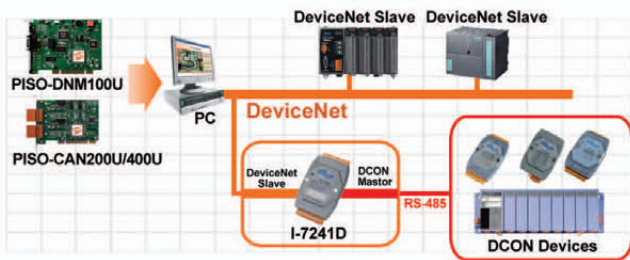 DeviceNet Slave DeviceNet Slave
PISO-DNM100U
PC
DeviceNet
PISO-CAN200U/400U
DeviceNet
Slave
DCON
Mastor
RS-485
I-7241D
DCON Devices